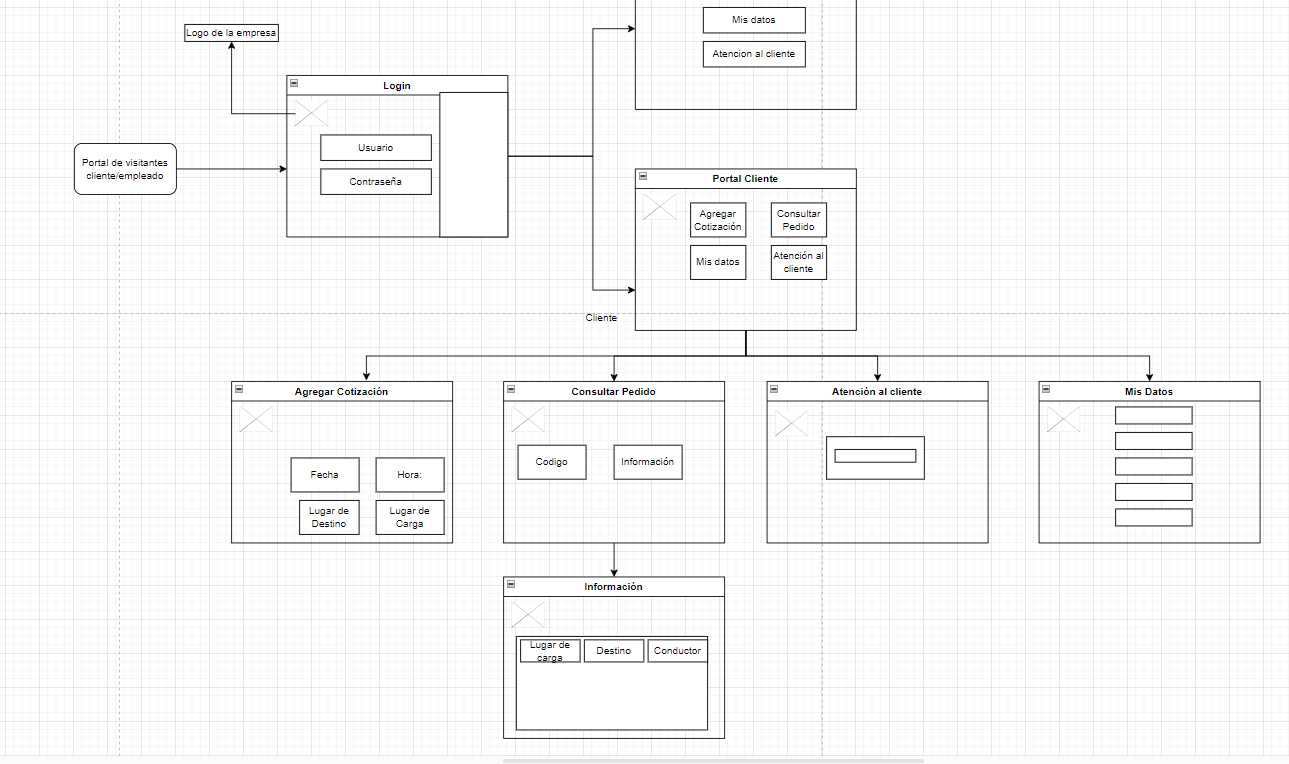 Mis datos
Logo de la empresa
Atencion al cliente
Login
Usuario
Portal de visitantes
cliente/empleado
Contraseña
Portal Cliente
Agregar
Cotización
Consultar
Pedido
Mis datos
Atención al
cliente
Cliente
Agregar Cotización
Consultar Pedido
Atención al cliente
Mis Datos
Fecha
Hora:
Lugar de
Destino
Lugar de
Carga
Codigo
Información
Información
Lugar de
carga
Destino
Conductor